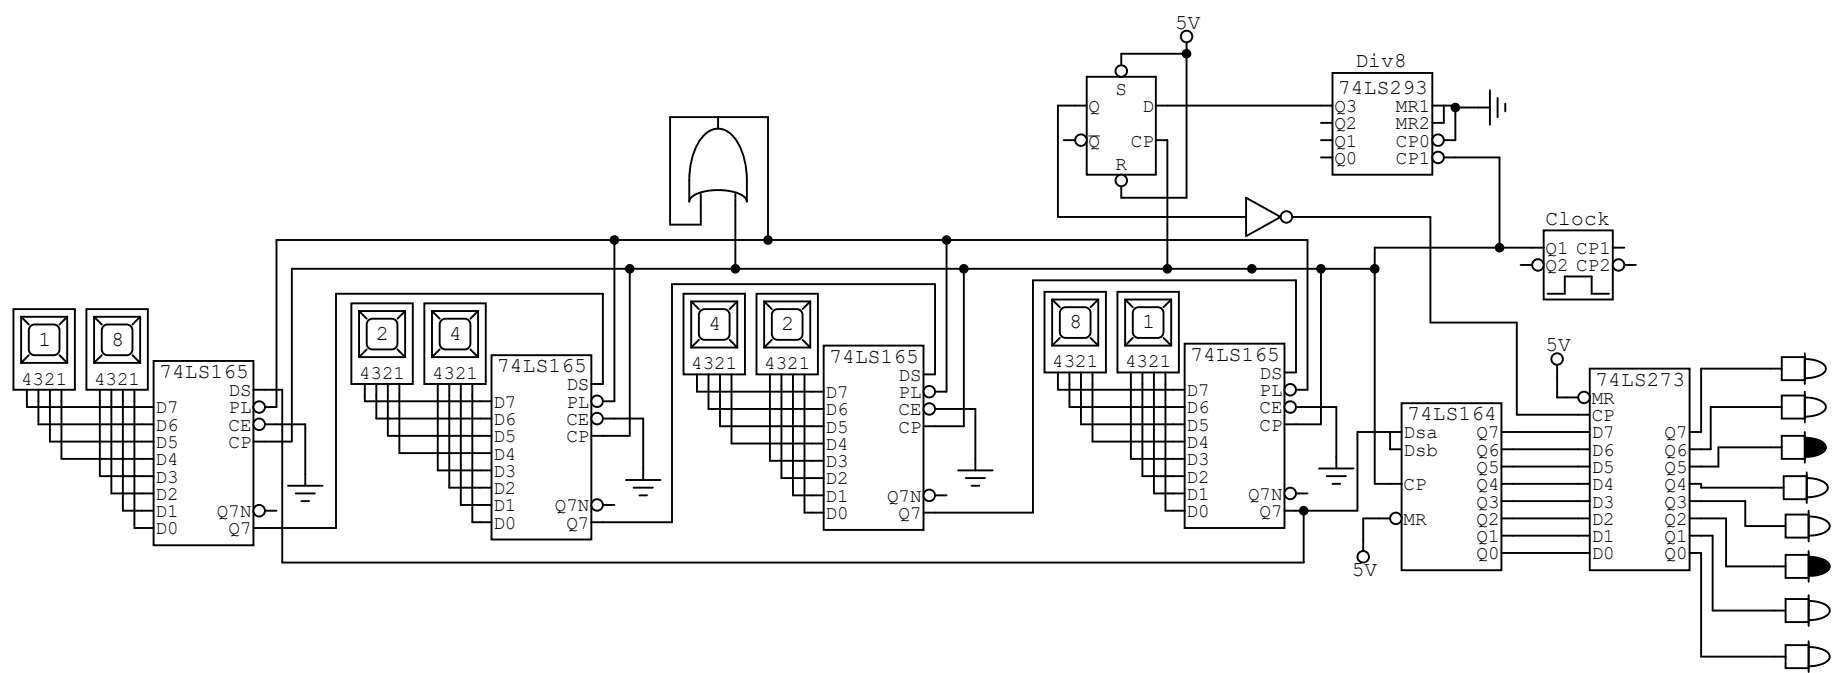 5V
Div8
74LS293
S
Q D
Q CP
R
Q3 MR1
Q2 MR2
Q1 CP0
Q0 CP1
Clock
Q1 CP1
Q2 CP2
1 8
4321 4321
74LS165
DS
PL
CE
CP
D7
D6
D5
D4
D3
D2
D1
D0
Q7N
Q7
2 4
4321 4321
74LS165
DS
PL
CE
CP
D7
D6
D5
D4
D3
D2
D1
D0
Q7N
Q7
4 2
4321 4321
74LS165
DS
PL
CE
CP
D7
D6
D5
D4
D3
D2
D1
D0
Q7N
Q7
8 1
4321 4321
74LS165
DS
PL
CE
CP
D7
D6
D5
D4
D3
D2
D1
D0
Q7N
Q7
74LS164
Dsa Q7
Dsb Q6
Q5
CP Q4
Q3
MR Q2
Q1
Q0
5V
5V
74LS273
MR
CP
D7 Q7
D6 Q6
D5 Q5
D4 Q4
D3 Q3
D2 Q2
D1 Q1
D0 Q0